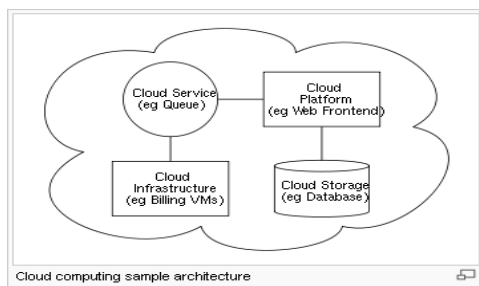 Cloud Service
(eg Queue)
Cloud
Platform
(eg Web Frontend)
Cloud
Infrastructure
(eg Billing VMs)
Cloud Storage
(eg Database)
Cloud computing sample architecture